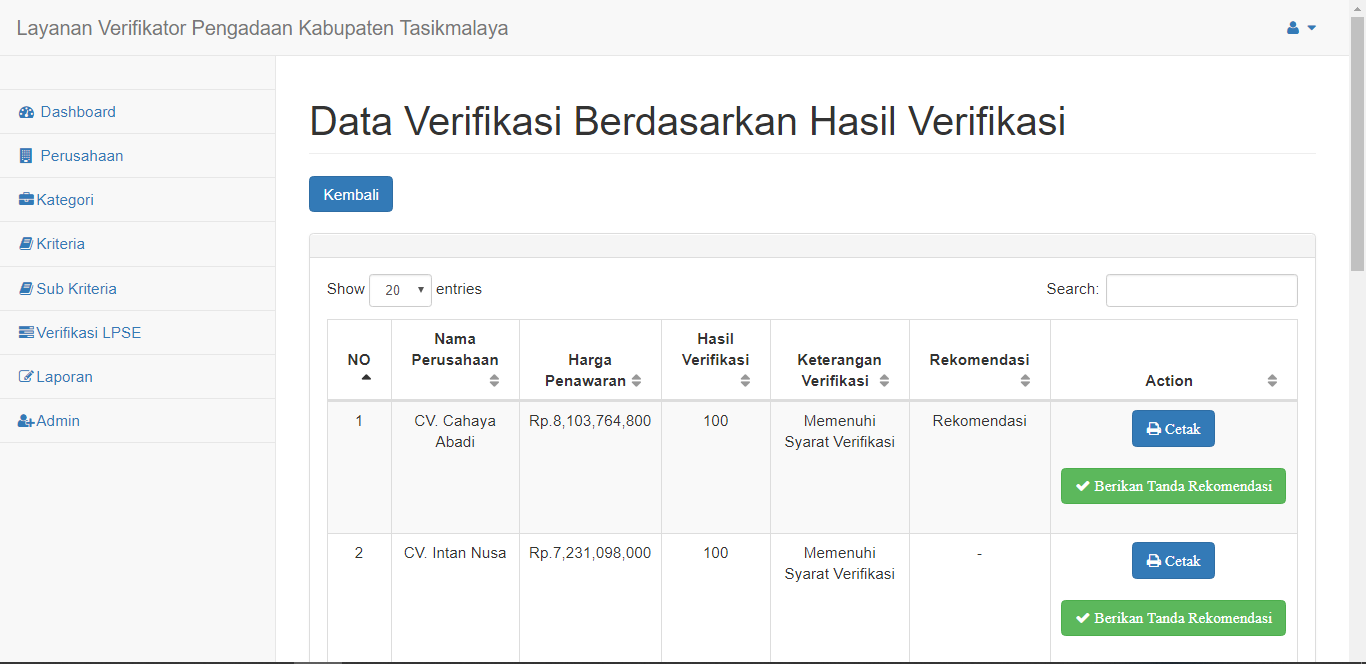 Layanan Verifikator Pengadaan Kabupaten Tasikmalaya
Dashboard
Perusahaan
Kategori
Kriteria
Sub Kriteria
Verifikasi LPSE
Laporan
Admin
Data Verifikasi Berdasarkan Hasil Verifikasi
Kembali
Show 20 entries Search:
NO Nama Perusahaan Harga Penawaran Hasil Verifikasi Keterangan Verifikasi Rekomendasi Action
1 CV. Cahaya Abadi Rp.8,103,764,800 100 Memenuhi Syarat Verifikasi Rekomendasi Cetak
Berikan Tanda Rekomendasi
2 CV. Intan Nusa Rp.7,231,098,000 100 Memenuhi Syarat Verifikasi - Cetak
Berikan Tanda Rekomendasi